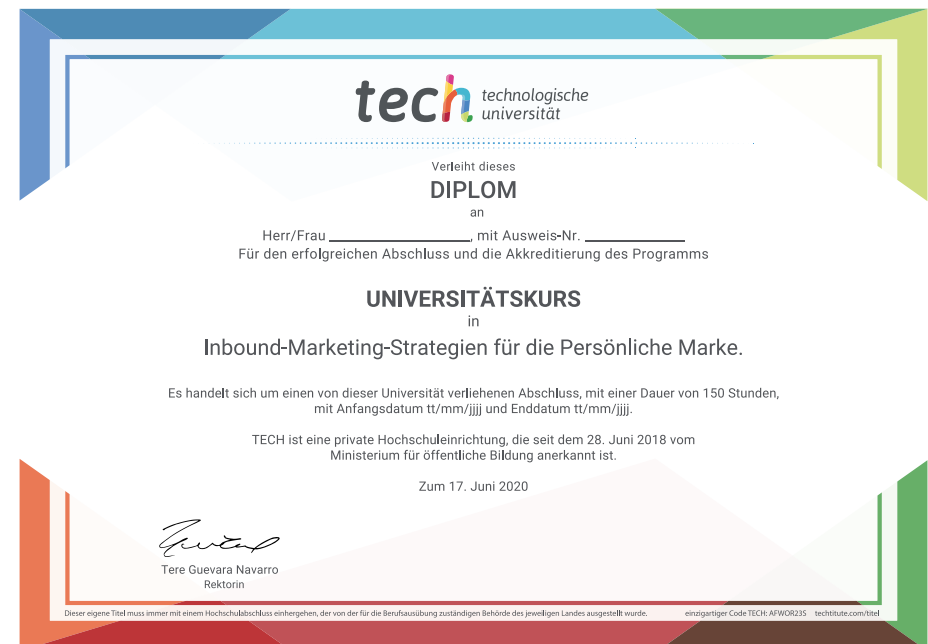 tech technologische
universität
Verleiht dieses
DIPLOM
an
Herr/Frau ____________________, mit Ausweis-Nr. ______________
Für den erfolgreichen Abschluss und die Akkreditierung des Programms
UNIVERSITÄTSKURS
in
Inbound-Marketing-Strategien für die Persönliche Marke.
Es handelt sich um einen von dieser Universität verliehenen Abschluss, mit einer Dauer von 150 Stunden,
mit Anfangsdatum tt/mm/jjjj und Enddatum tt/mm/jjjj.
TECH ist eine private Hochschuleinrichtung, die seit dem 28. Juni 2018 vom
Ministerium für öffentliche Bildung anerkannt ist.
Zum 17. Juni 2020
Tere Guevara Navarro
Rektorin
Dieser eigene Titel muss immer mit einem Hochschulabschluss einhergehen, der von der für die Berufsausübung zuständigen Behörde des jeweiligen Landes ausgestellt wurde. einzigartiger Code TECH: AFWOR23S techtitute.com/titel